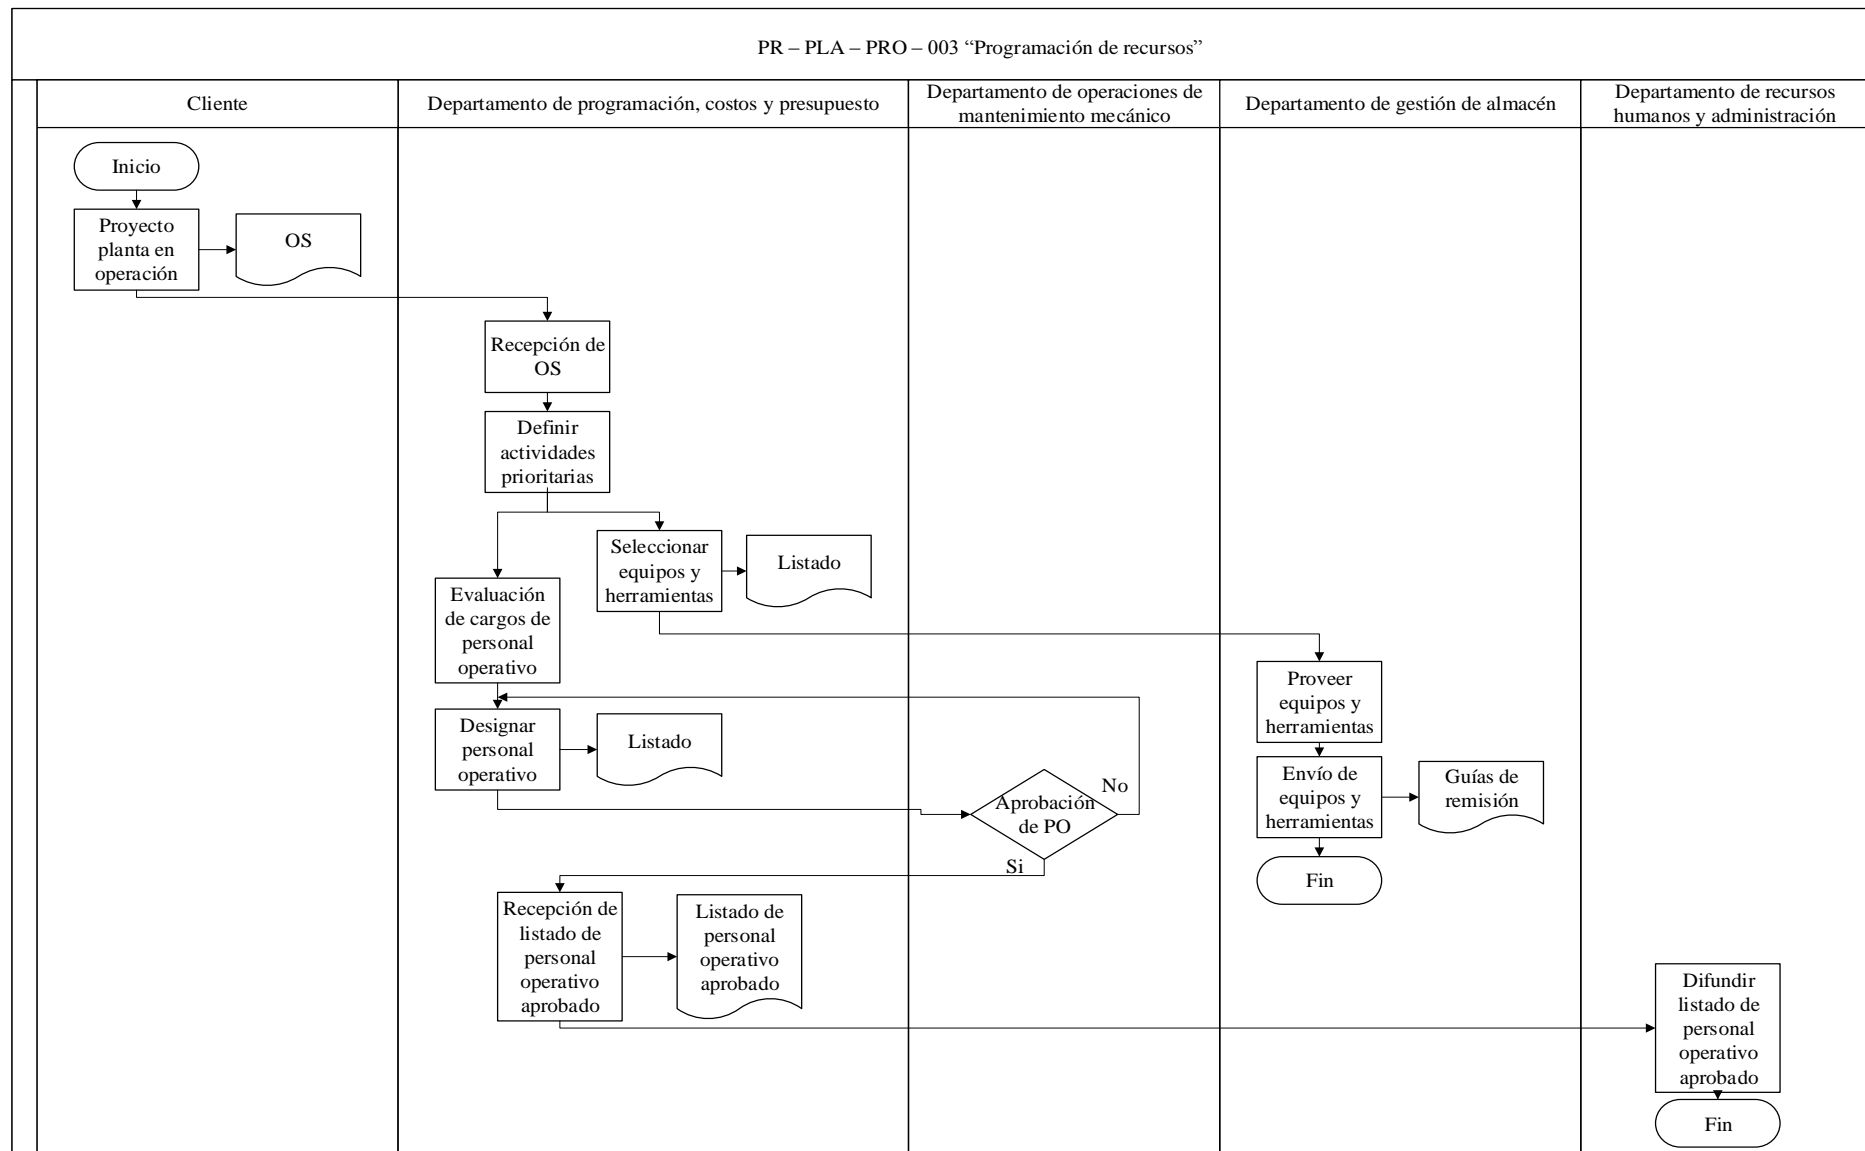 PR – PLA – PRO – 003 “Programación de recursos”
Cliente
Departamento de programación, costos y presupuesto
Departamento de operaciones de
mantenimiento mecánico
Departamento de gestión de almacén
Departamento de recursos
humanos y administración
Inicio
Proyecto
planta en
operación
OS
Recepción de
OS
Definir
actividades
prioritarias
Seleccionar
equipos y
herramientas
Listado
Evaluación
de cargos de
personal
operativo
Designar
personal
operativo
Listado
Aprobación
de PO
No
Si
Proveer
equipos y
herramientas
Envío de
equipos y
herramientas
Guías de
remisión
Fin
Recepción de
listado de
personal
operativo
aprobado
Listado de
personal
operativo
aprobado
Difundir
listado de
personal
operativo
aprobado
Fin